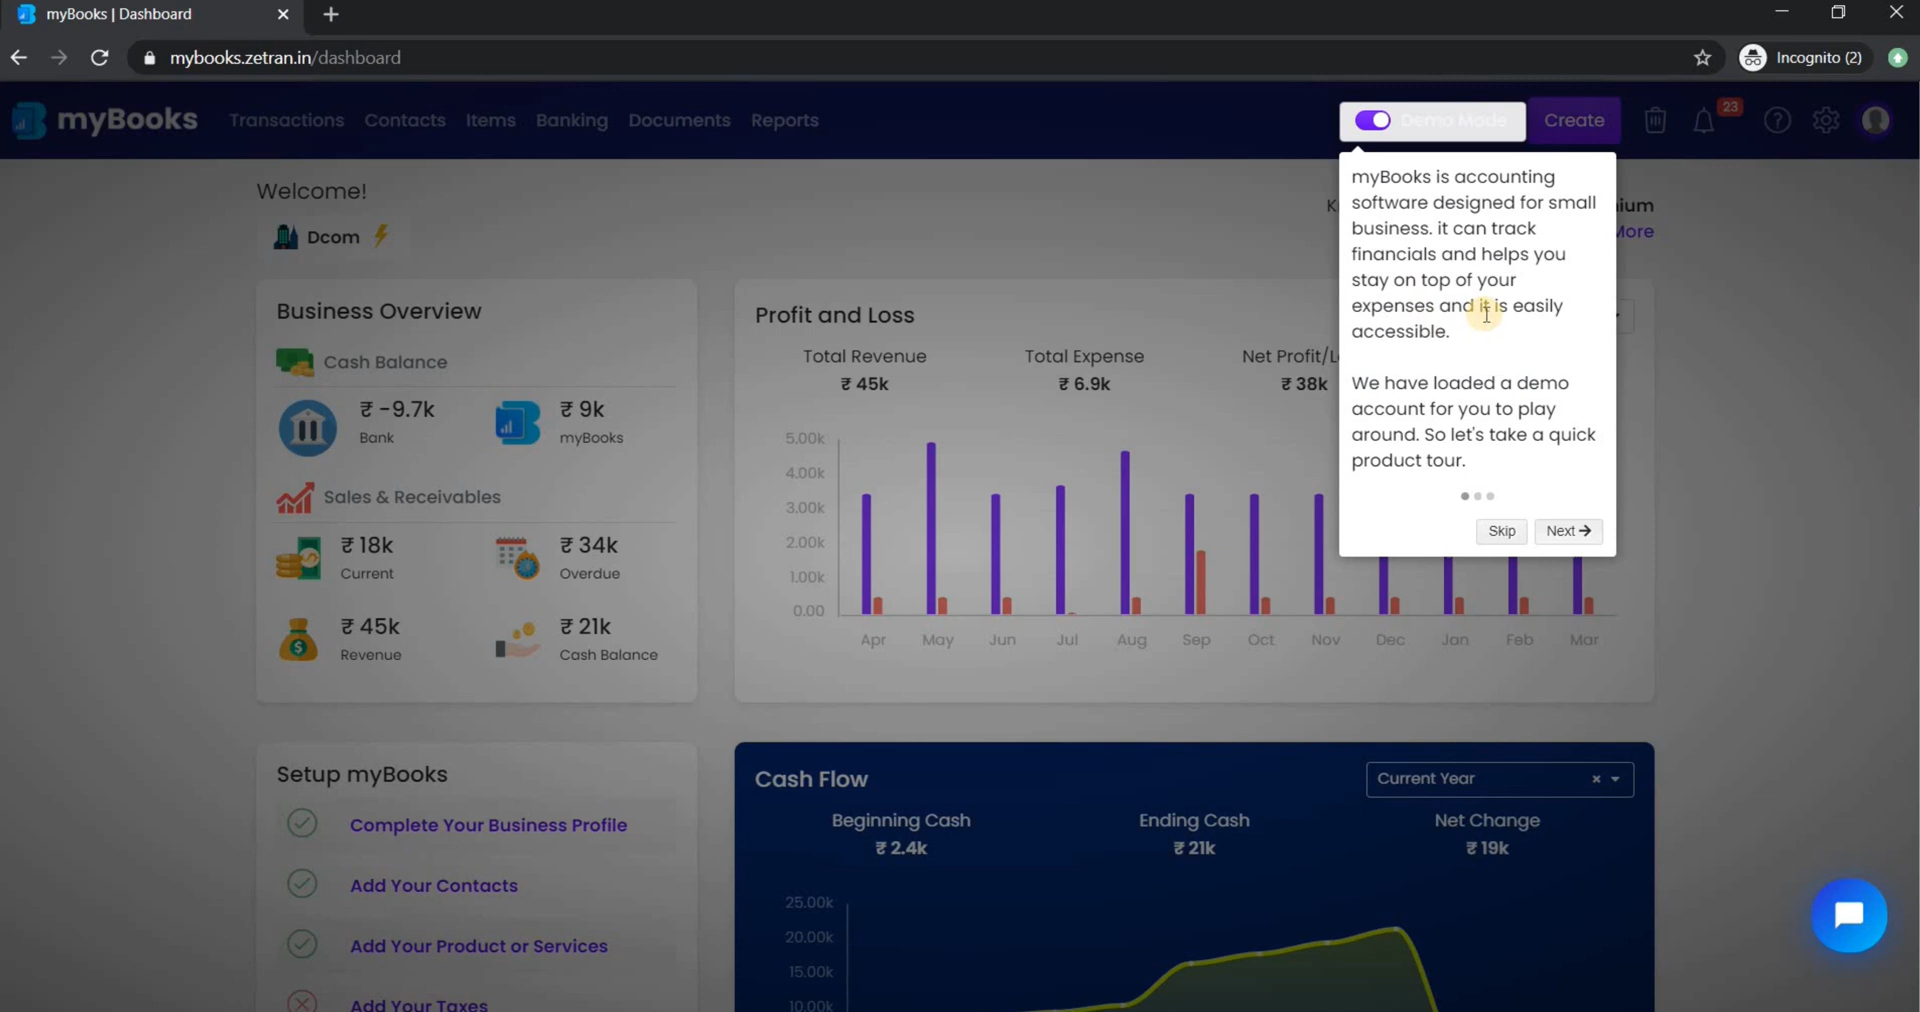 myBooks | Dashboard
mybooks.zetran.in/dashboard
Incognito (2)
myBooks Transactions Contacts Items Banking Documents Reports
Demo Mode
Create
23
Welcome!
Dcom
More
myBooks is accounting
software designed for small
business. it can track
financials and helps you
stay on top of your
expenses and it is easily
accessible.
We have loaded a demo
account for you to play
around. So let's take a quick
product tour.
Skip
Next →
Business Overview
Cash Balance
₹ -9.7k
Bank
₹ 9k
myBooks
Sales & Receivables
₹ 18k
Current
₹ 34k
Overdue
₹ 45k
Revenue
₹ 21k
Cash Balance
Profit and Loss
Total Revenue
₹ 45k
Total Expense
₹ 6.9k
Net Profit/L
₹ 38k
5.00k
4.00k
3.00k
2.00k
1.00k
0.00
Apr May Jun Jul Aug Sep Oct Nov Dec Jan Feb Mar
Setup myBooks
Complete Your Business Profile
Add Your Contacts
Add Your Product or Services
Add Your Taxes
Cash Flow
Current Year
Beginning Cash
₹ 2.4k
Ending Cash
₹ 21k
Net Change
₹ 19k
25.00k
20.00k
15.00k
10.00k